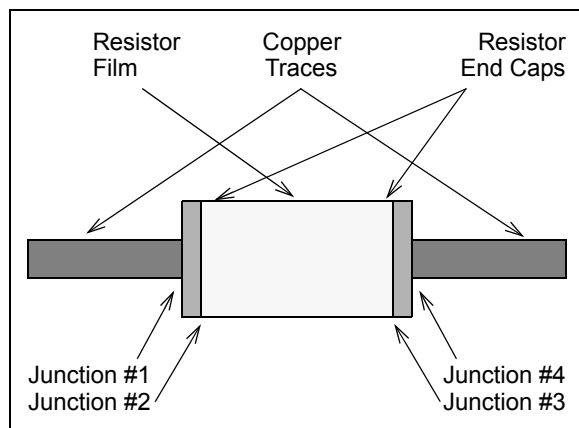 Resistor
Film
Copper
Traces
Resistor
End Caps
Junction #1
Junction #2
Junction #4
Junction #3